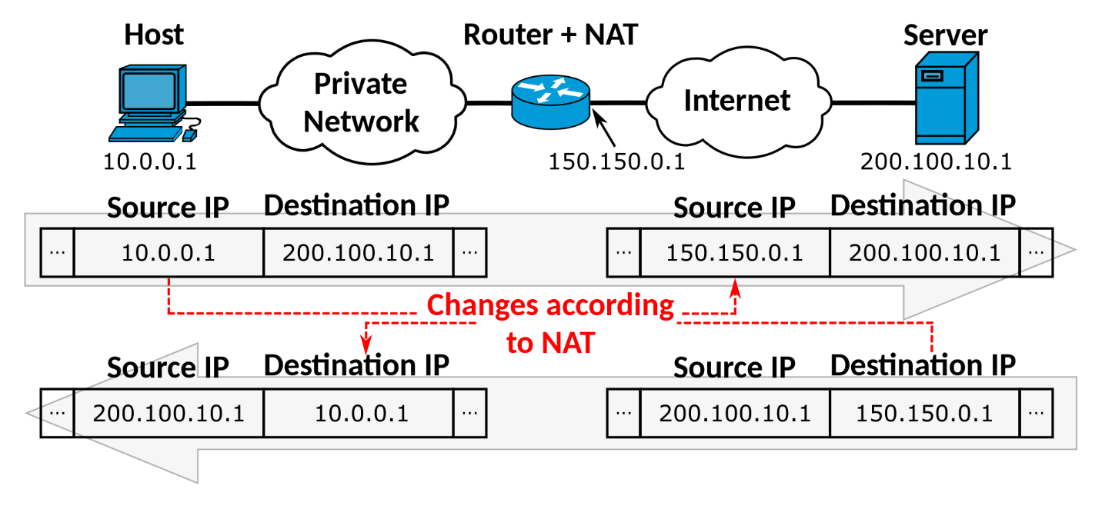 Host
Router + NAT
Server
Private
Network
Internet
10.0.0.1
150.150.0.1
200.100.10.1
Source IP
Destination IP
Source IP
Destination IP
...
10.0.0.1
200.100.10.1
...
...
150.150.0.1
200.100.10.1
...
Changes according
to NAT
Source IP
Destination IP
Source IP
Destination IP
...
200.100.10.1
10.0.0.1
...
...
200.100.10.1
150.150.0.1
...